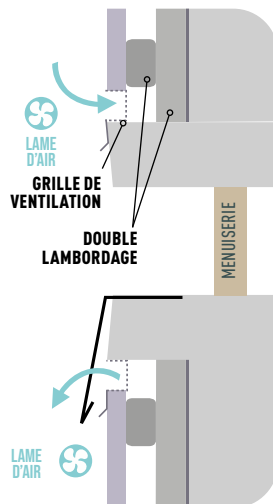 LAME
D'AIR
GRILLE DE
VENTILATION
DOUBLE
LAMBORDAGE
MENUISERIE
LAME
D'AIR